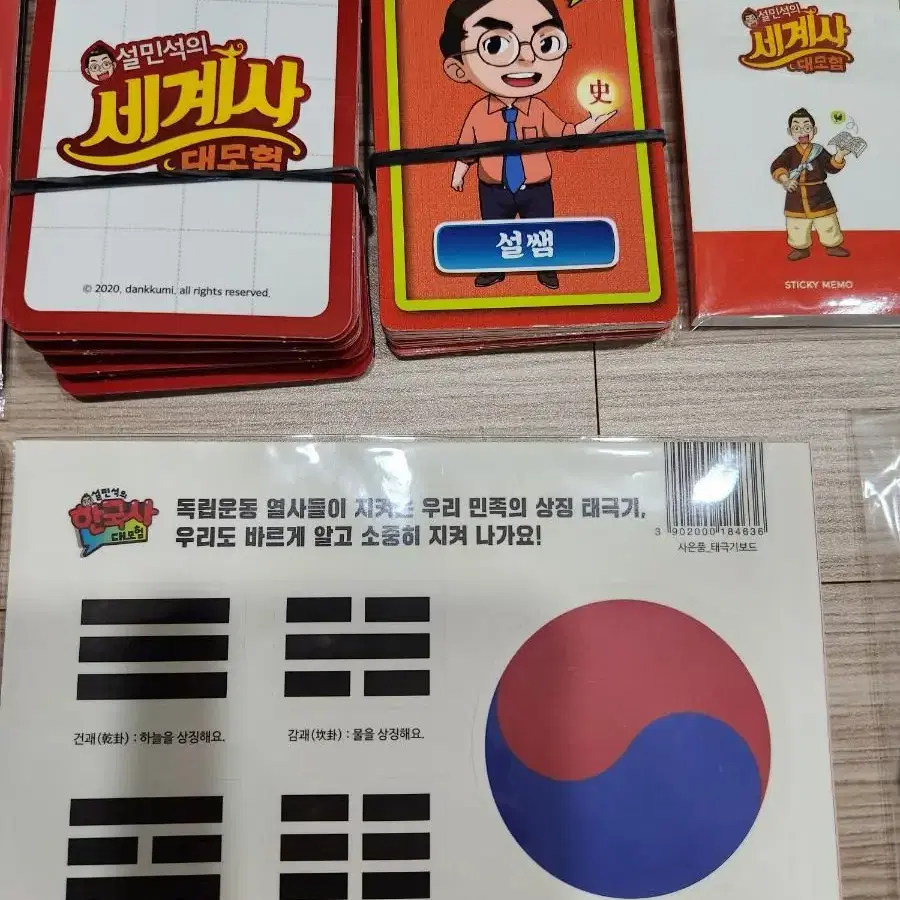 설민석의
세계사
대모험
© 2020. dankkumi. all rights reserved.
史
설쌤
설민석의
세계사
대모험
STICKY MEMO
설민석의
한국사
대모험
독립운동 열사들이 우리 민족의 상징 태극기,
우리도 바르게 알고 소중히 지켜 나가요!
3 902000 184636
사은품_태극기보드
건괘(乾卦) : 하늘을 상징해요.
감괘(坎卦) : 물을 상징해요.